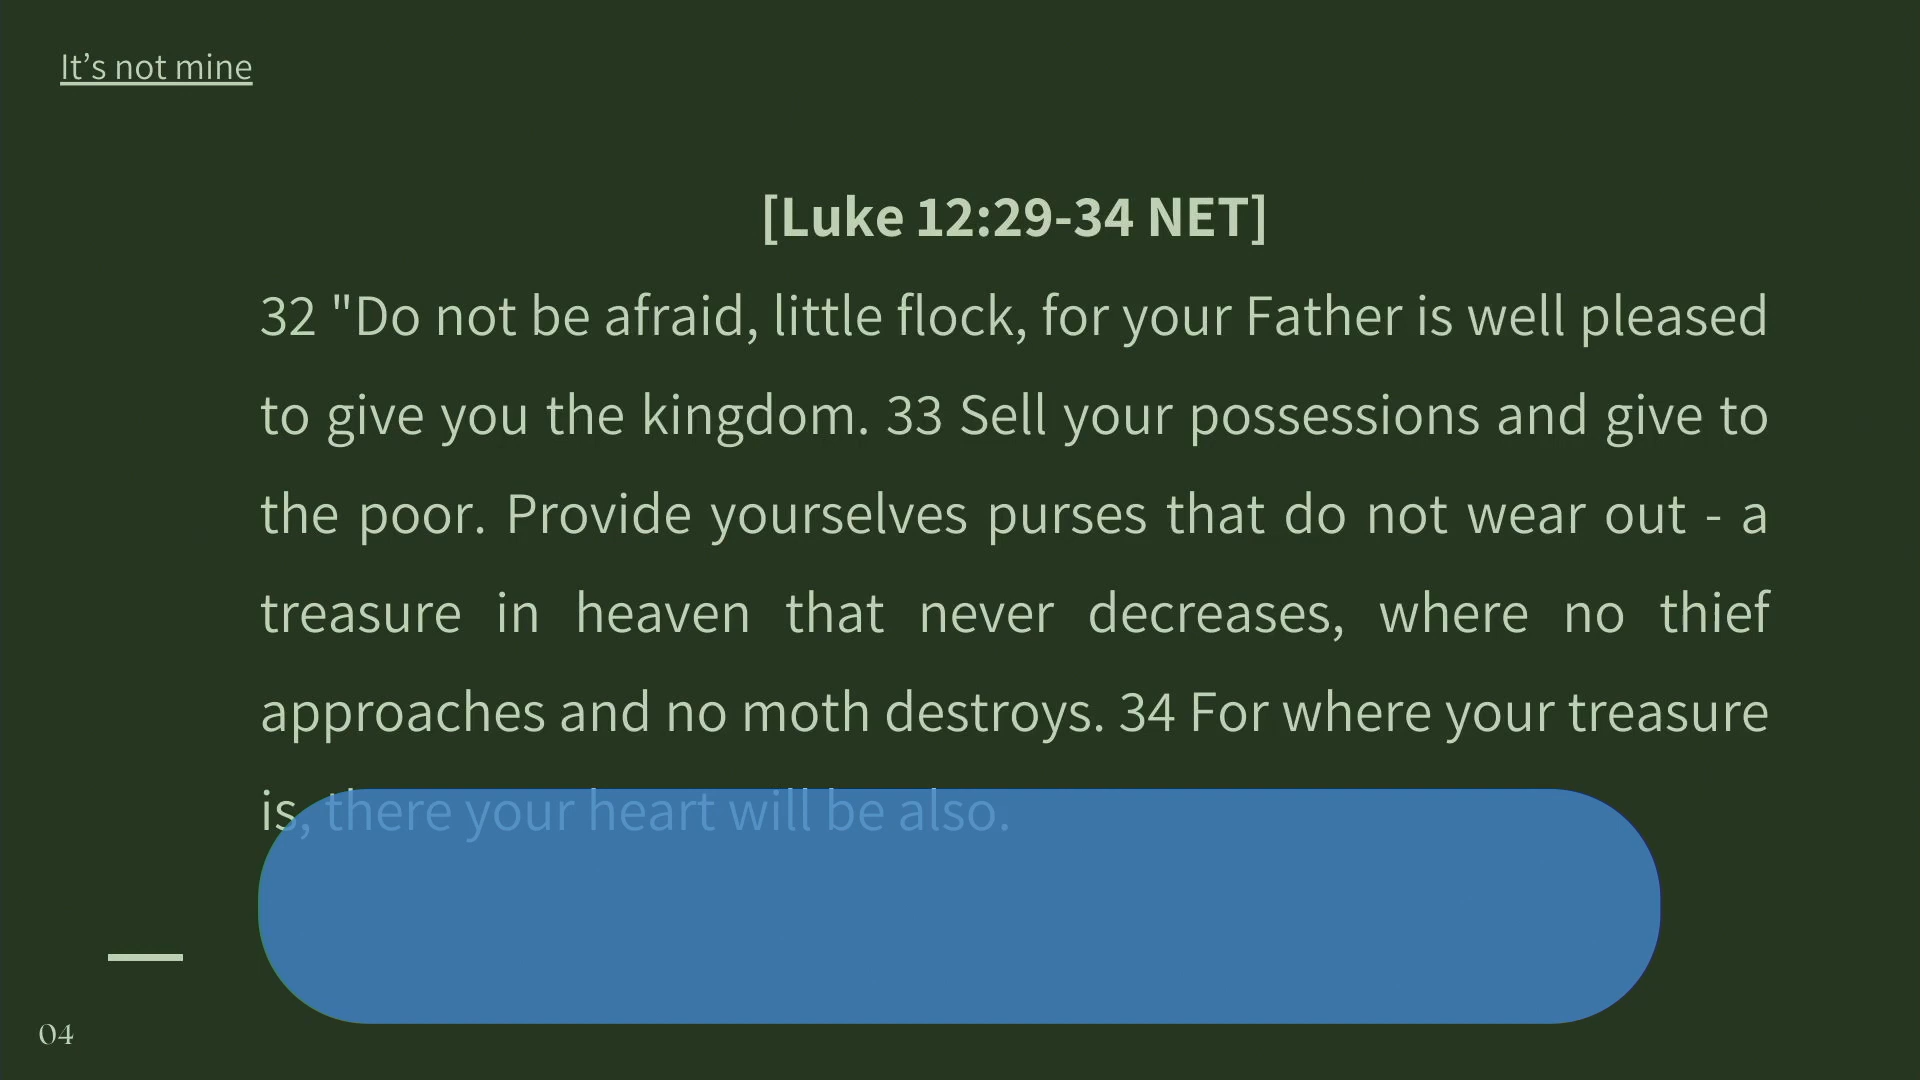 It’s not mine
[Luke 12:29-34 NET]
32 "Do not be afraid, little flock, for your Father is well pleased
to give you the kingdom. 33 Sell your possessions and give to
the poor. Provide yourselves purses that do not wear out - a
treasure in heaven that never decreases, where no thief
approaches and no moth destroys. 34 For where your treasure
is, there your heart will be also.
04